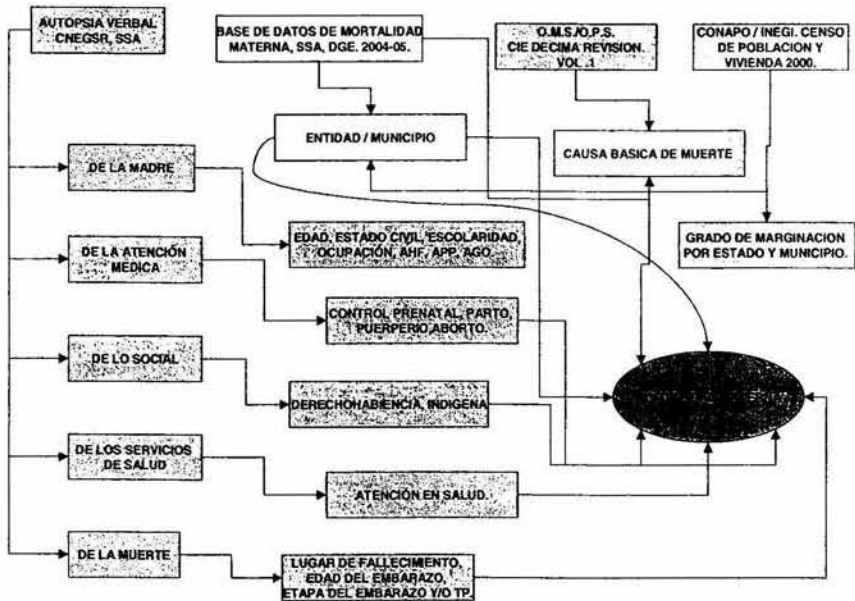 AUTOPSIA VERBAL
CNEGSR, SSA
BASE DE DATOS DE MORTALIDAD
MATERNA, SSA, DGE. 2004-05.
O.M.S./O.P.S.
CIE DECIMA REVISION.
VOL .1
CONAPO / INEGI. CENSO
DE POBLACION Y
VIVIENDA 2000.
ENTIDAD / MUNICIPIO
CAUSA BASICA DE MUERTE
DE LA MADRE
EDAD, ESTADO CIVIL, ESCOLARIDAD,
OCUPACIÓN, AHF, APP, AGO.
GRADO DE MARGINACION
POR ESTADO Y MUNICIPIO.
DE LA ATENCIÓN
MEDICA
CONTROL PRENATAL, PARTO,
PUERPERIO,ABORTO.
DE LO SOCIAL
DERECHOHABIENCIA, INDIGENA
DE LOS SERVICIOS
DE SALUD
ATENCIÓN EN SALUD.
DE LA MUERTE
LUGAR DE FALLECIMIENTO,
EDAD DEL EMBARAZO,
ETAPA DEL EMBARAZO Y/O TP.